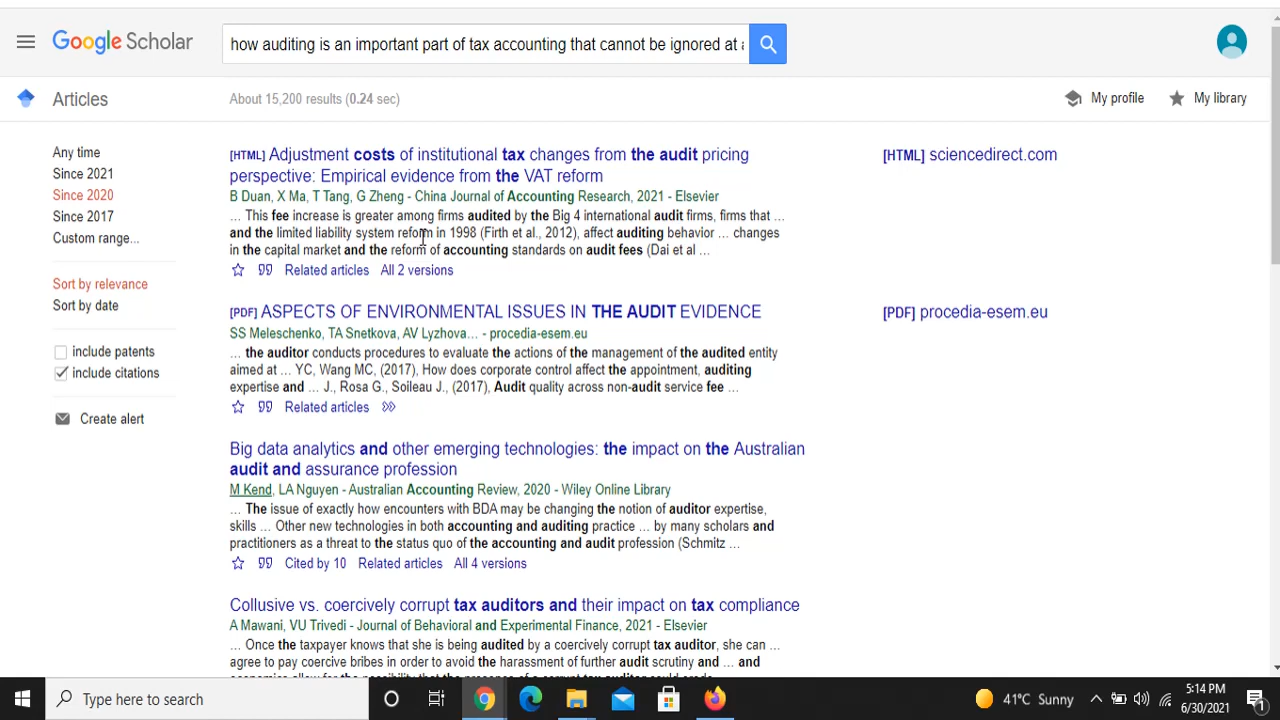 Google Scholar
how auditing is an important part of tax accounting that cannot be ignored at
Articles
About 15,200 results (0.24 sec)
My profile
My library
Any time
Since 2021
Since 2020
Since 2017
Custom range...
Sort by relevance
Sort by date
include patents
include citations
Create alert
[HTML] Adjustment costs of institutional tax changes from the audit pricing
perspective: Empirical evidence from the VAT reform
B Duan, X Ma, T Tang, G Zheng - China Journal of Accounting Research, 2021 - Elsevier
... This fee increase is greater among firms audited by the Big 4 international audit firms, firms that ...
and the limited liability system reform in 1998 (Firth et al., 2012), affect auditing behavior ... changes
in the capital market and the reform of accounting standards on audit fees (Dai et al ...
Related articles All 2 versions
[HTML] sciencedirect.com
[PDF] ASPECTS OF ENVIRONMENTAL ISSUES IN THE AUDIT EVIDENCE
SS Meleschenko, TA Snetkova, AV Lyzhova... - procedia-esem.eu
... the auditor conducts procedures to evaluate the actions of the management of the audited entity
aimed at ... YC, Wang MC, (2017), How does corporate control affect the appointment, auditing
expertise and ... J., Rosa G., Soileau J., (2017), Audit quality across non-audit service fee ...
Related articles
[PDF] procedia-esem.eu
Big data analytics and other emerging technologies: the impact on the Australian
audit and assurance profession
M Kend, LA Nguyen - Australian Accounting Review, 2020 - Wiley Online Library
... The issue of exactly how encounters with BDA may be changing the notion of auditor expertise,
skills ... Other new technologies in both accounting and auditing practice ... by many scholars and
practitioners as a threat to the status quo of the accounting and audit profession (Schmitz ...
Cited by 10 Related articles All 4 versions
Collusive vs. coercively corrupt tax auditors and their impact on tax compliance
A Mawani, VU Trivedi - Journal of Behavioral and Experimental Finance, 2021 - Elsevier
... Once the taxpayer knows that she is being audited by a coercively corrupt tax auditor, she can ...
agree to pay coercive bribes in order to avoid the harassment of further audit scrutiny and ... and
Type here to search
41°C Sunny
5:14 PM
6/30/2021
1